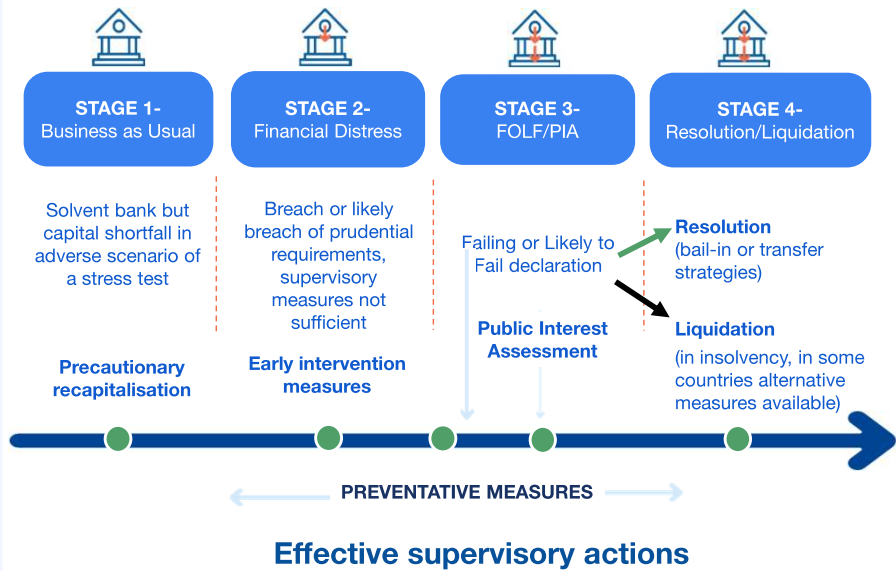 STAGE 1-
Business as Usual
STAGE 2-
Financial Distress
STAGE 3-
FOLF/PIA
STAGE 4-
Resolution/Liquidation
Solvent bank but
capital shortfall in
adverse scenario of
a stress test
Precautionary
recapitalisation
Breach or likely
breach of prudential
requirements,
supervisory
measures not
sufficient
Early intervention
measures
Failing or Likely to
Fail declaration
Public Interest
Assessment
Resolution
(bail-in or transfer
strategies)
Liquidation
(in insolvency, in some
countries alternative
measures available)
PREVENTATIVE MEASURES
Effective supervisory actions